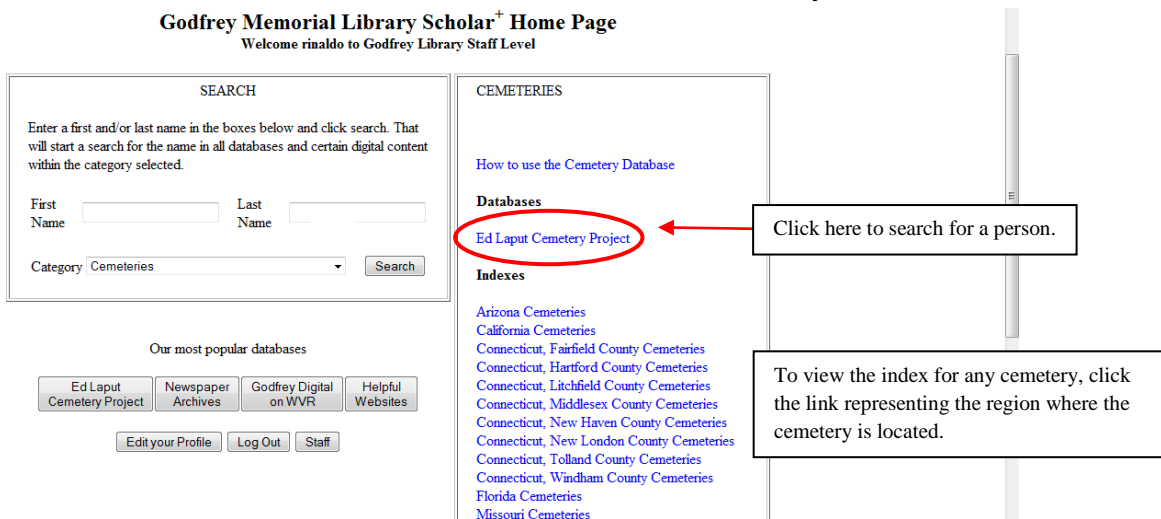 Godfrey Memorial Library Scholar+ Home Page
Welcome rinaldo to Godfrey Library Staff Level
SEARCH
Enter a first and/or last name in the boxes below and click search. That
will start a search for the name in all databases and certain digital content
within the category selected.
First
Name
Last
Name
Category Cemeteries
Search
Our most popular databases
Ed Laput
Cemetery Project
Newspaper
Archives
Godfrey Digital
on WVR
Helpful
Websites
Edit your Profile
Log Out
Staff
CEMETERIES
How to use the Cemetery Database
Databases
Ed Laput Cemetery Project
Indexes
Arizona Cemeteries
California Cemeteries
Connecticut, Fairfield County Cemeteries
Connecticut, Hartford County Cemeteries
Connecticut, Litchfield County Cemeteries
Connecticut, Middlesex County Cemeteries
Connecticut, New Haven County Cemeteries
Connecticut, New London County Cemeteries
Connecticut, Tolland County Cemeteries
Connecticut, Windham County Cemeteries
Florida Cemeteries
Missouri Cemeteries
Click here to search for a person.
To view the index for any cemetery, click
the link representing the region where the
cemetery is located.